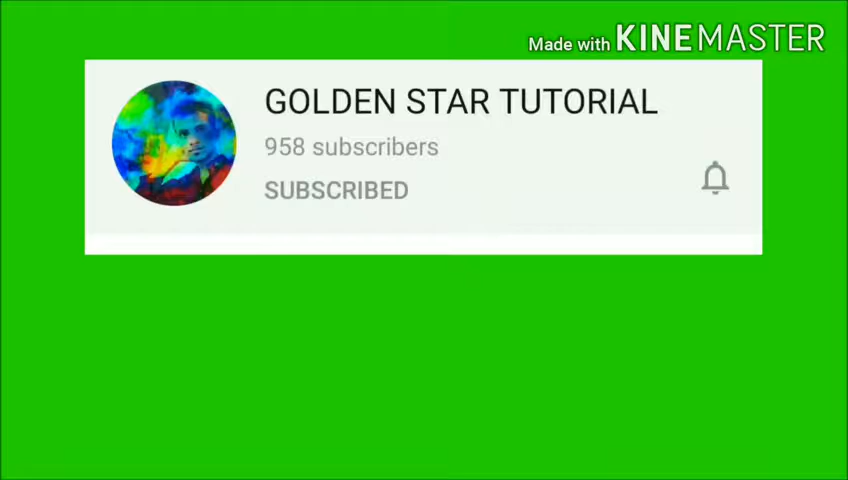 Made with KINEMASTER
GOLDEN STAR TUTORIAL
958 subscribers
SUBSCRIBED